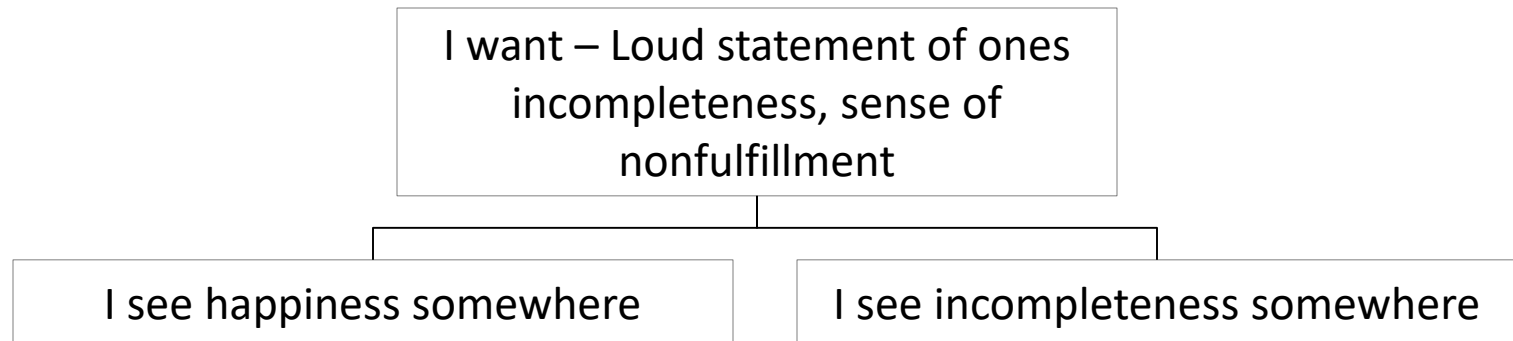 I want – Loud statement of ones
incompleteness, sense of
nonfulfillment
I see happiness somewhere
I see incompleteness somewhere